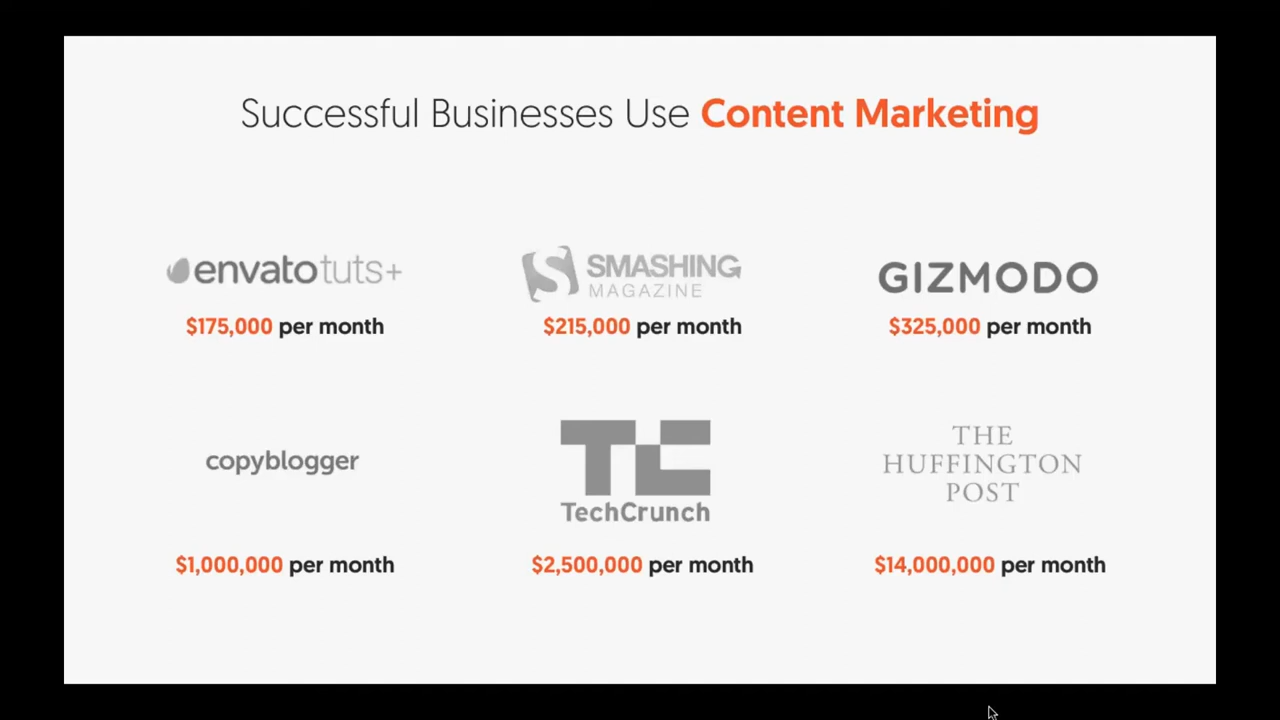 Successful Businesses Use Content Marketing
envatotuts+
SMASHING
MAGAZINE
GIZMODO
$175,000 per month
$215,000 per month
$325,000 per month
copyblogger
TC
TechCrunch
THE
HUFFINGTON
POST
$1,000,000 per month
$2,500,000 per month
$14,000,000 per month